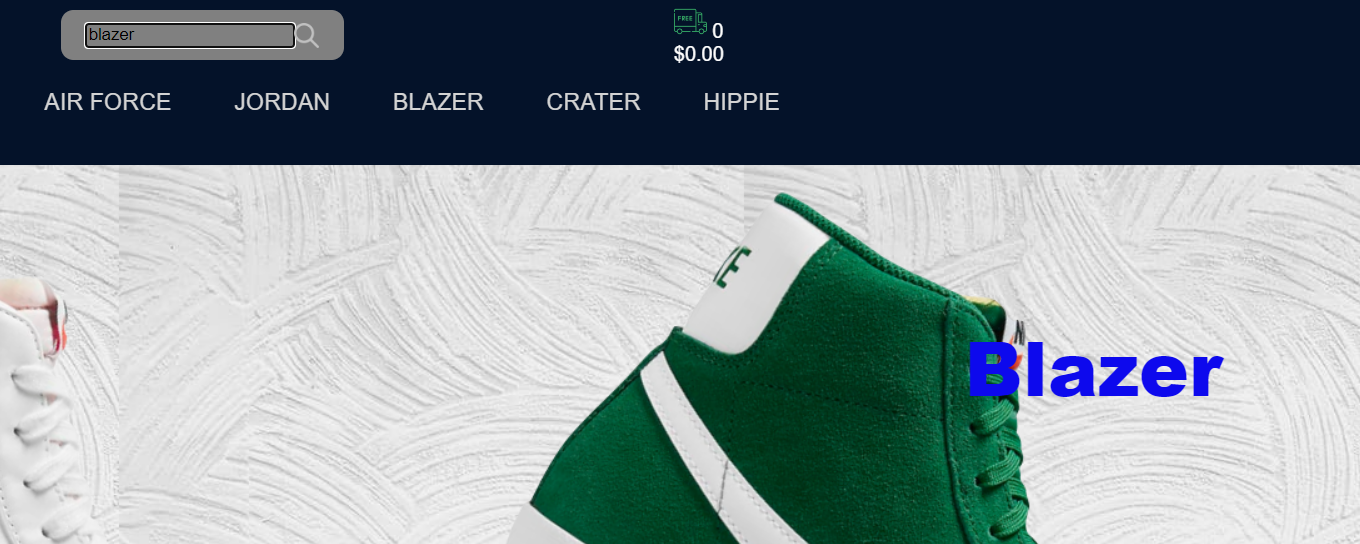 blazer
FREE
0
$0.00
AIR FORCE JORDAN BLAZER CRATER HIPPIE
Blazer